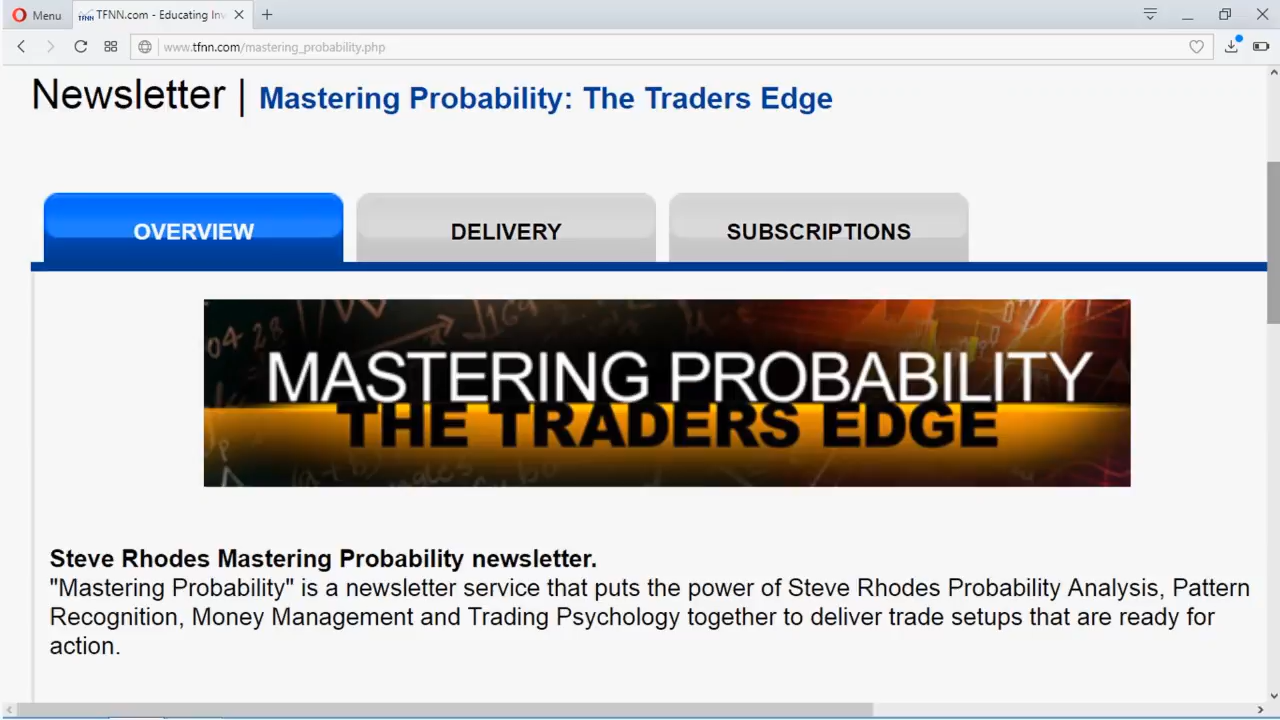 Menu
TFNN.com - Educating Inv
www.tfnn.com/mastering_probability.php
Newsletter | Mastering Probability: The Traders Edge
OVERVIEW
DELIVERY
SUBSCRIPTIONS
MASTERING PROBABILITY
THE TRADERS EDGE
Steve Rhodes Mastering Probability newsletter.
"Mastering Probability" is a newsletter service that puts the power of Steve Rhodes Probability Analysis, Pattern
Recognition, Money Management and Trading Psychology together to deliver trade setups that are ready for
action.